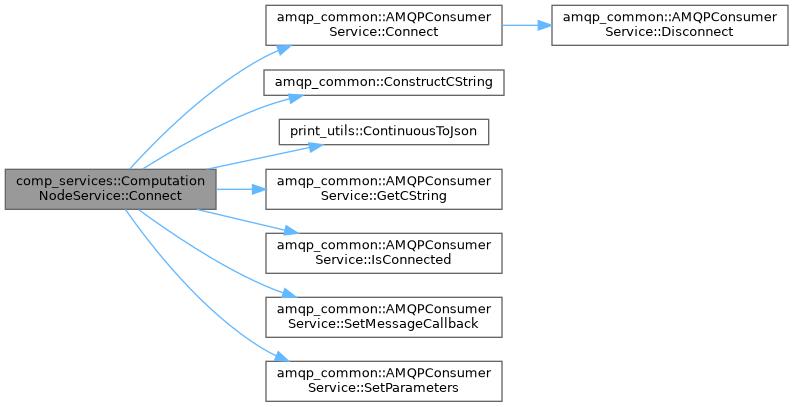 amqp_common::AMQPConsumer
Service::Connect
amqp_common::AMQPConsumer
Service::Disconnect
amqp_common::ConstructCString
print_utils::ContinuousToJson
comp_services::Computation
NodeService::Connect
amqp_common::AMQPConsumer
Service::GetCString
amqp_common::AMQPConsumer
Service::IsConnected
amqp_common::AMQPConsumer
Service::SetMessageCallback
amqp_common::AMQPConsumer
Service::SetParameters